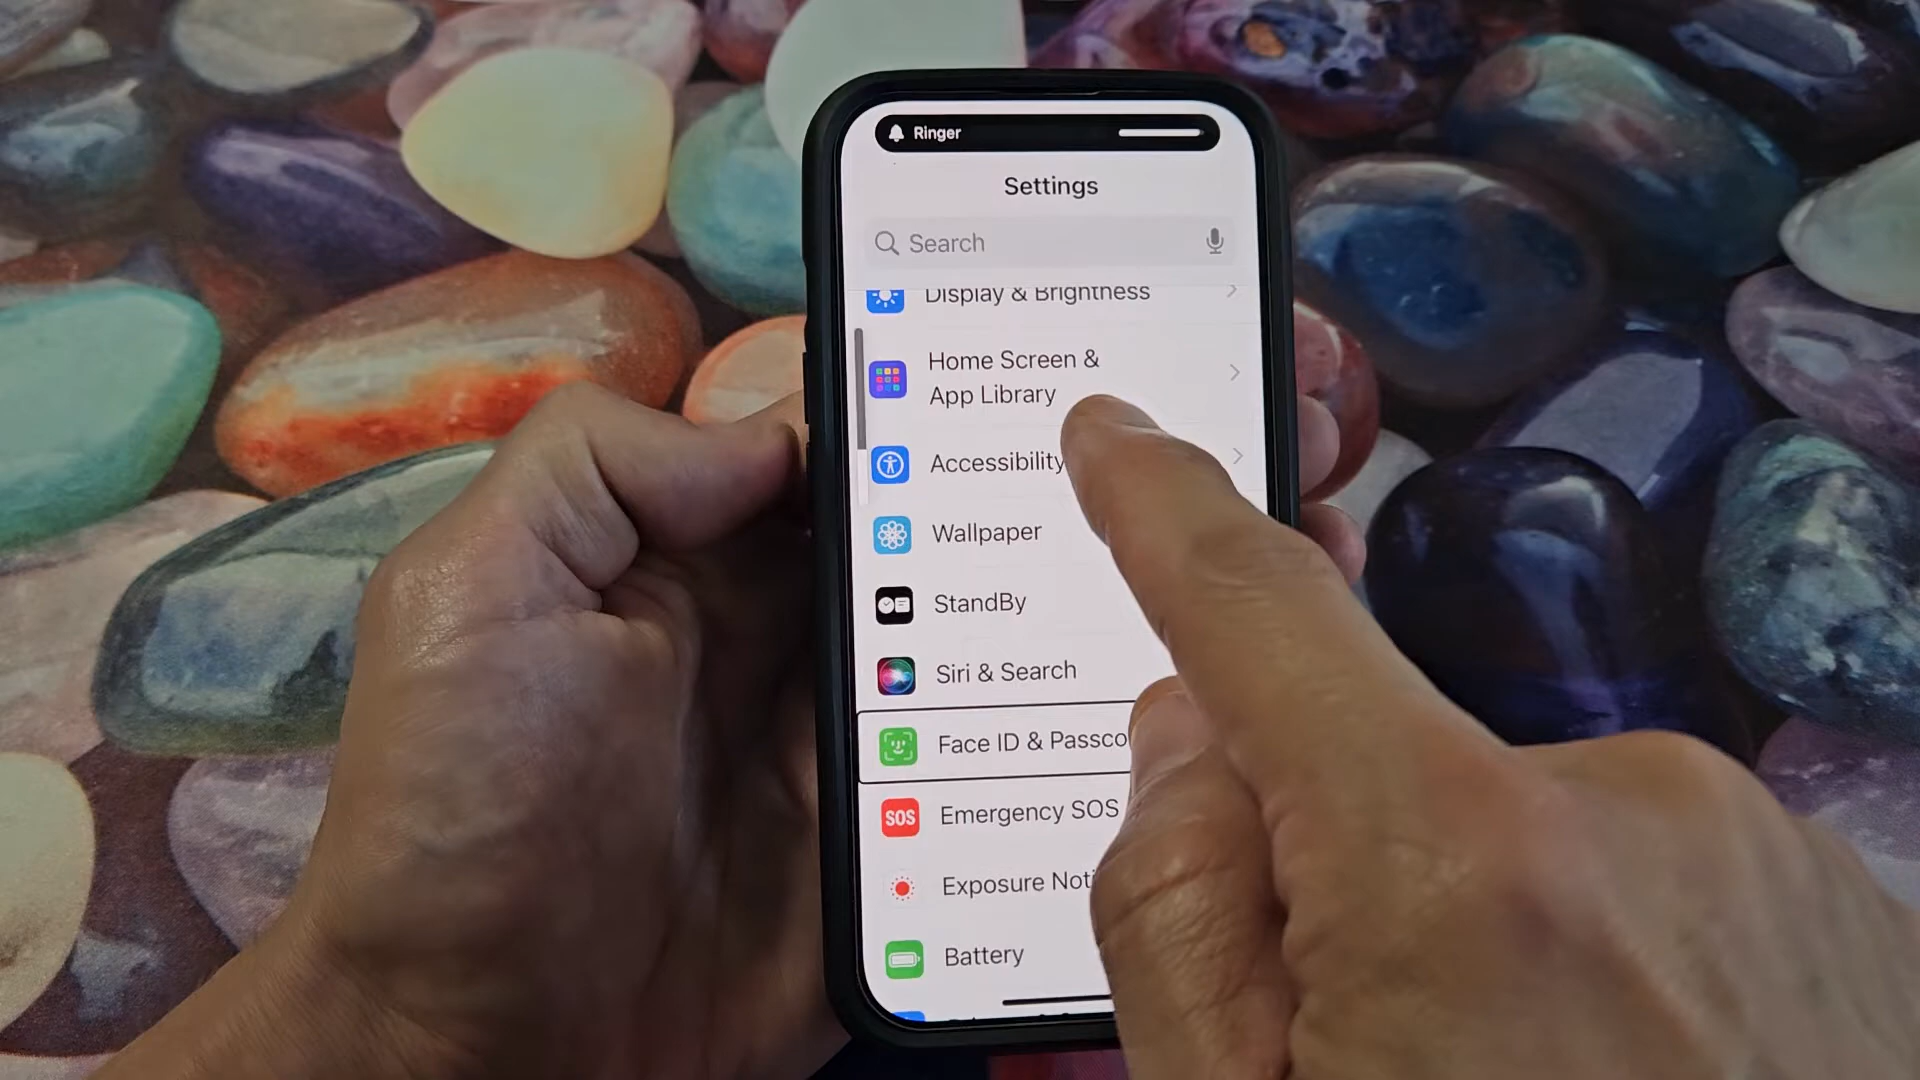 Ringer
Settings
Search
Display & Brightness
Home Screen &
App Library
Accessibility
Wallpaper
StandBy
Siri & Search
Face ID & Passco
SOS
Emergency SOS
Exposure Noti
Battery